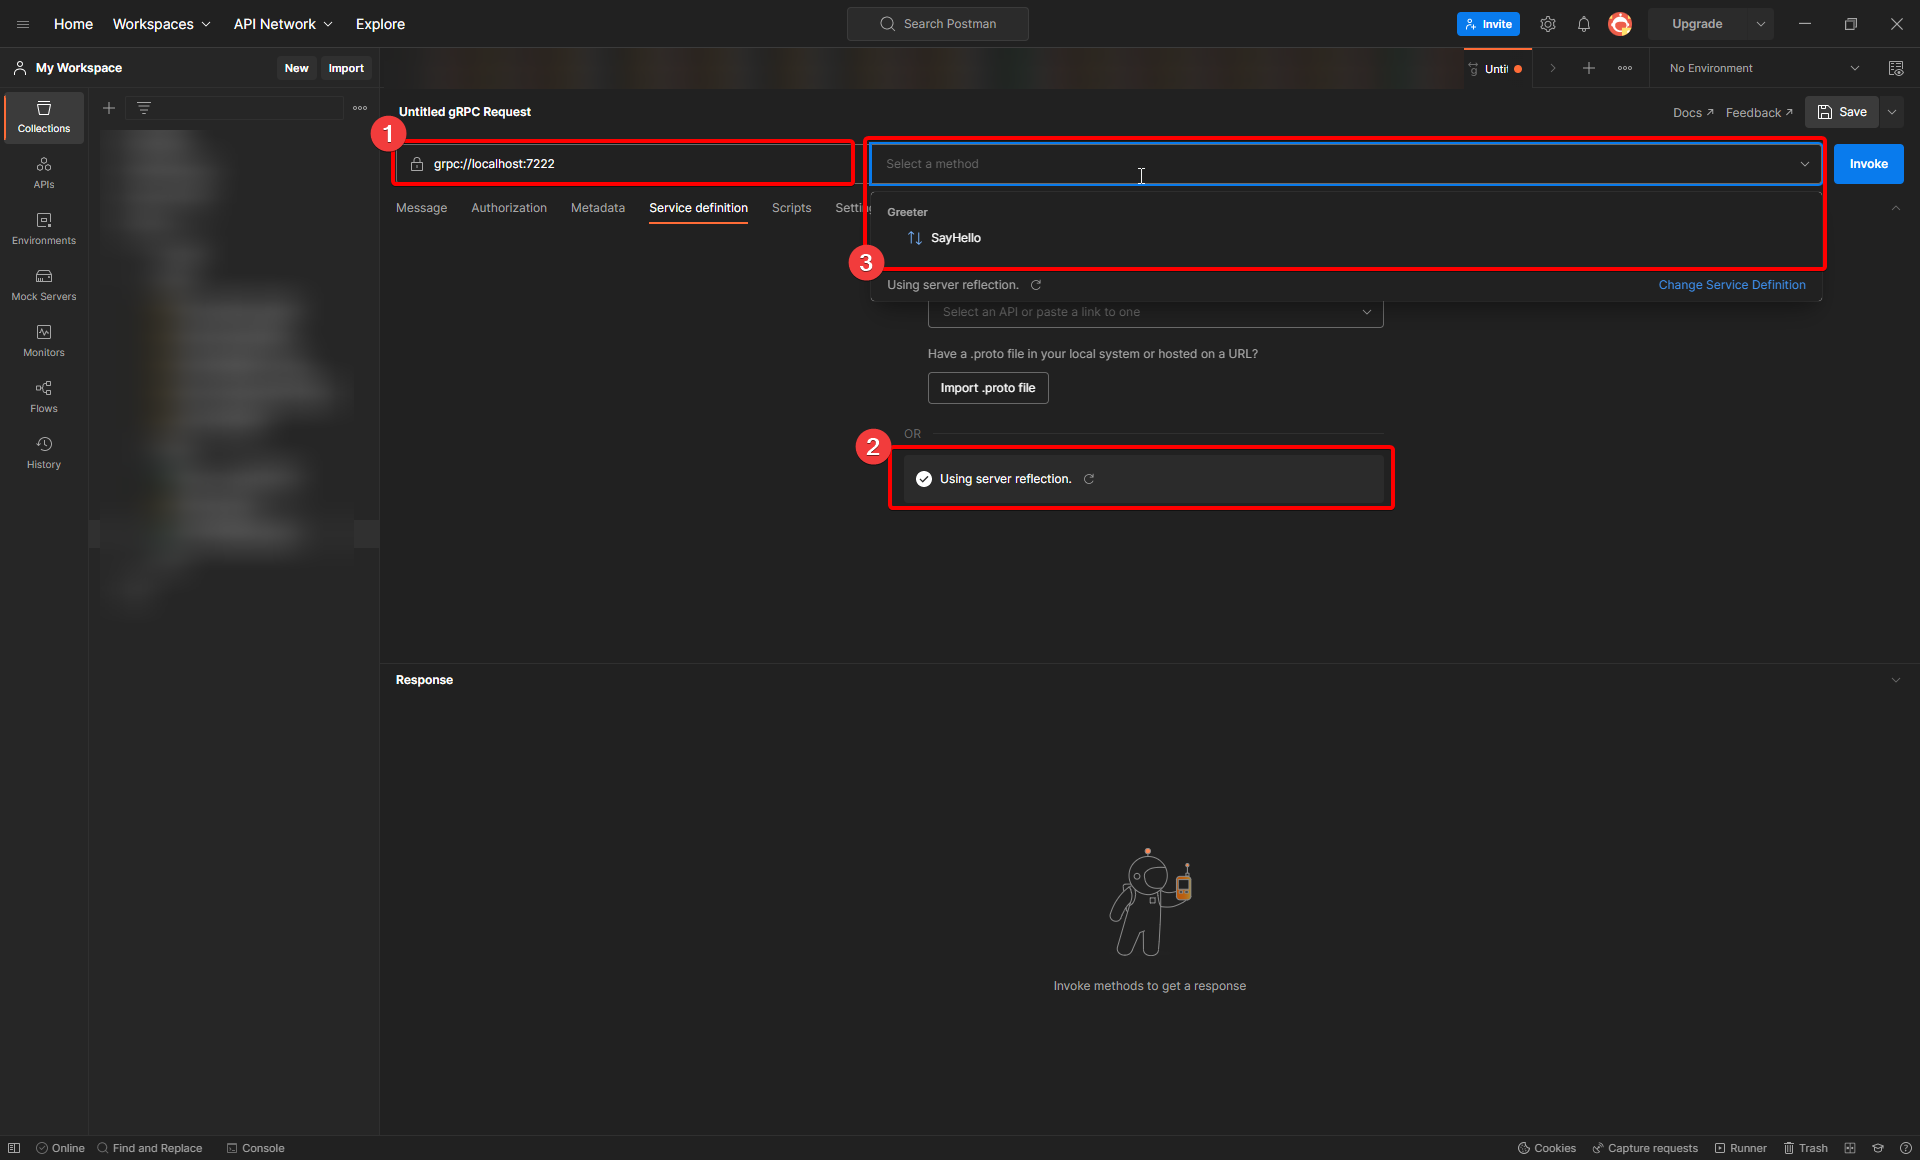 Home Workspaces API Network Explore
Search Postman
Invite
Upgrade
My Workspace
New Import
Untit
No Environment
Collections
APIs
Environments
Mock Servers
Monitors
Flows
History
Untitled gRPC Request
Docs Feedback Save
1
grpc://localhost:7222
Select a method
Invoke
Message Authorization Metadata Service definition Scripts Settin
Greeter
SayHello
3
Using server reflection.
Change Service Definition
Select an API or paste a link to one
Have a .proto file in your local system or hosted on a URL?
Import .proto file
OR
2
Using server reflection.
Response
Invoke methods to get a response
Online Find and Replace Console
Cookies Capture requests Runner Trash